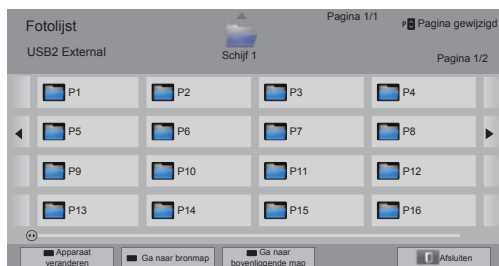 Fotolijst
Pagina 1/1
P Pagina gewijzigd
USB2 External
Schijf 1
Pagina 1/2
P1
P2
P3
P4
P5
P6
P7
P8
P9
P10
P11
P12
P13
P14
P15
P16
Apparaat
veranderen
Ga naar bronmap
Ga naar
bovenliggende map
Afsluiten